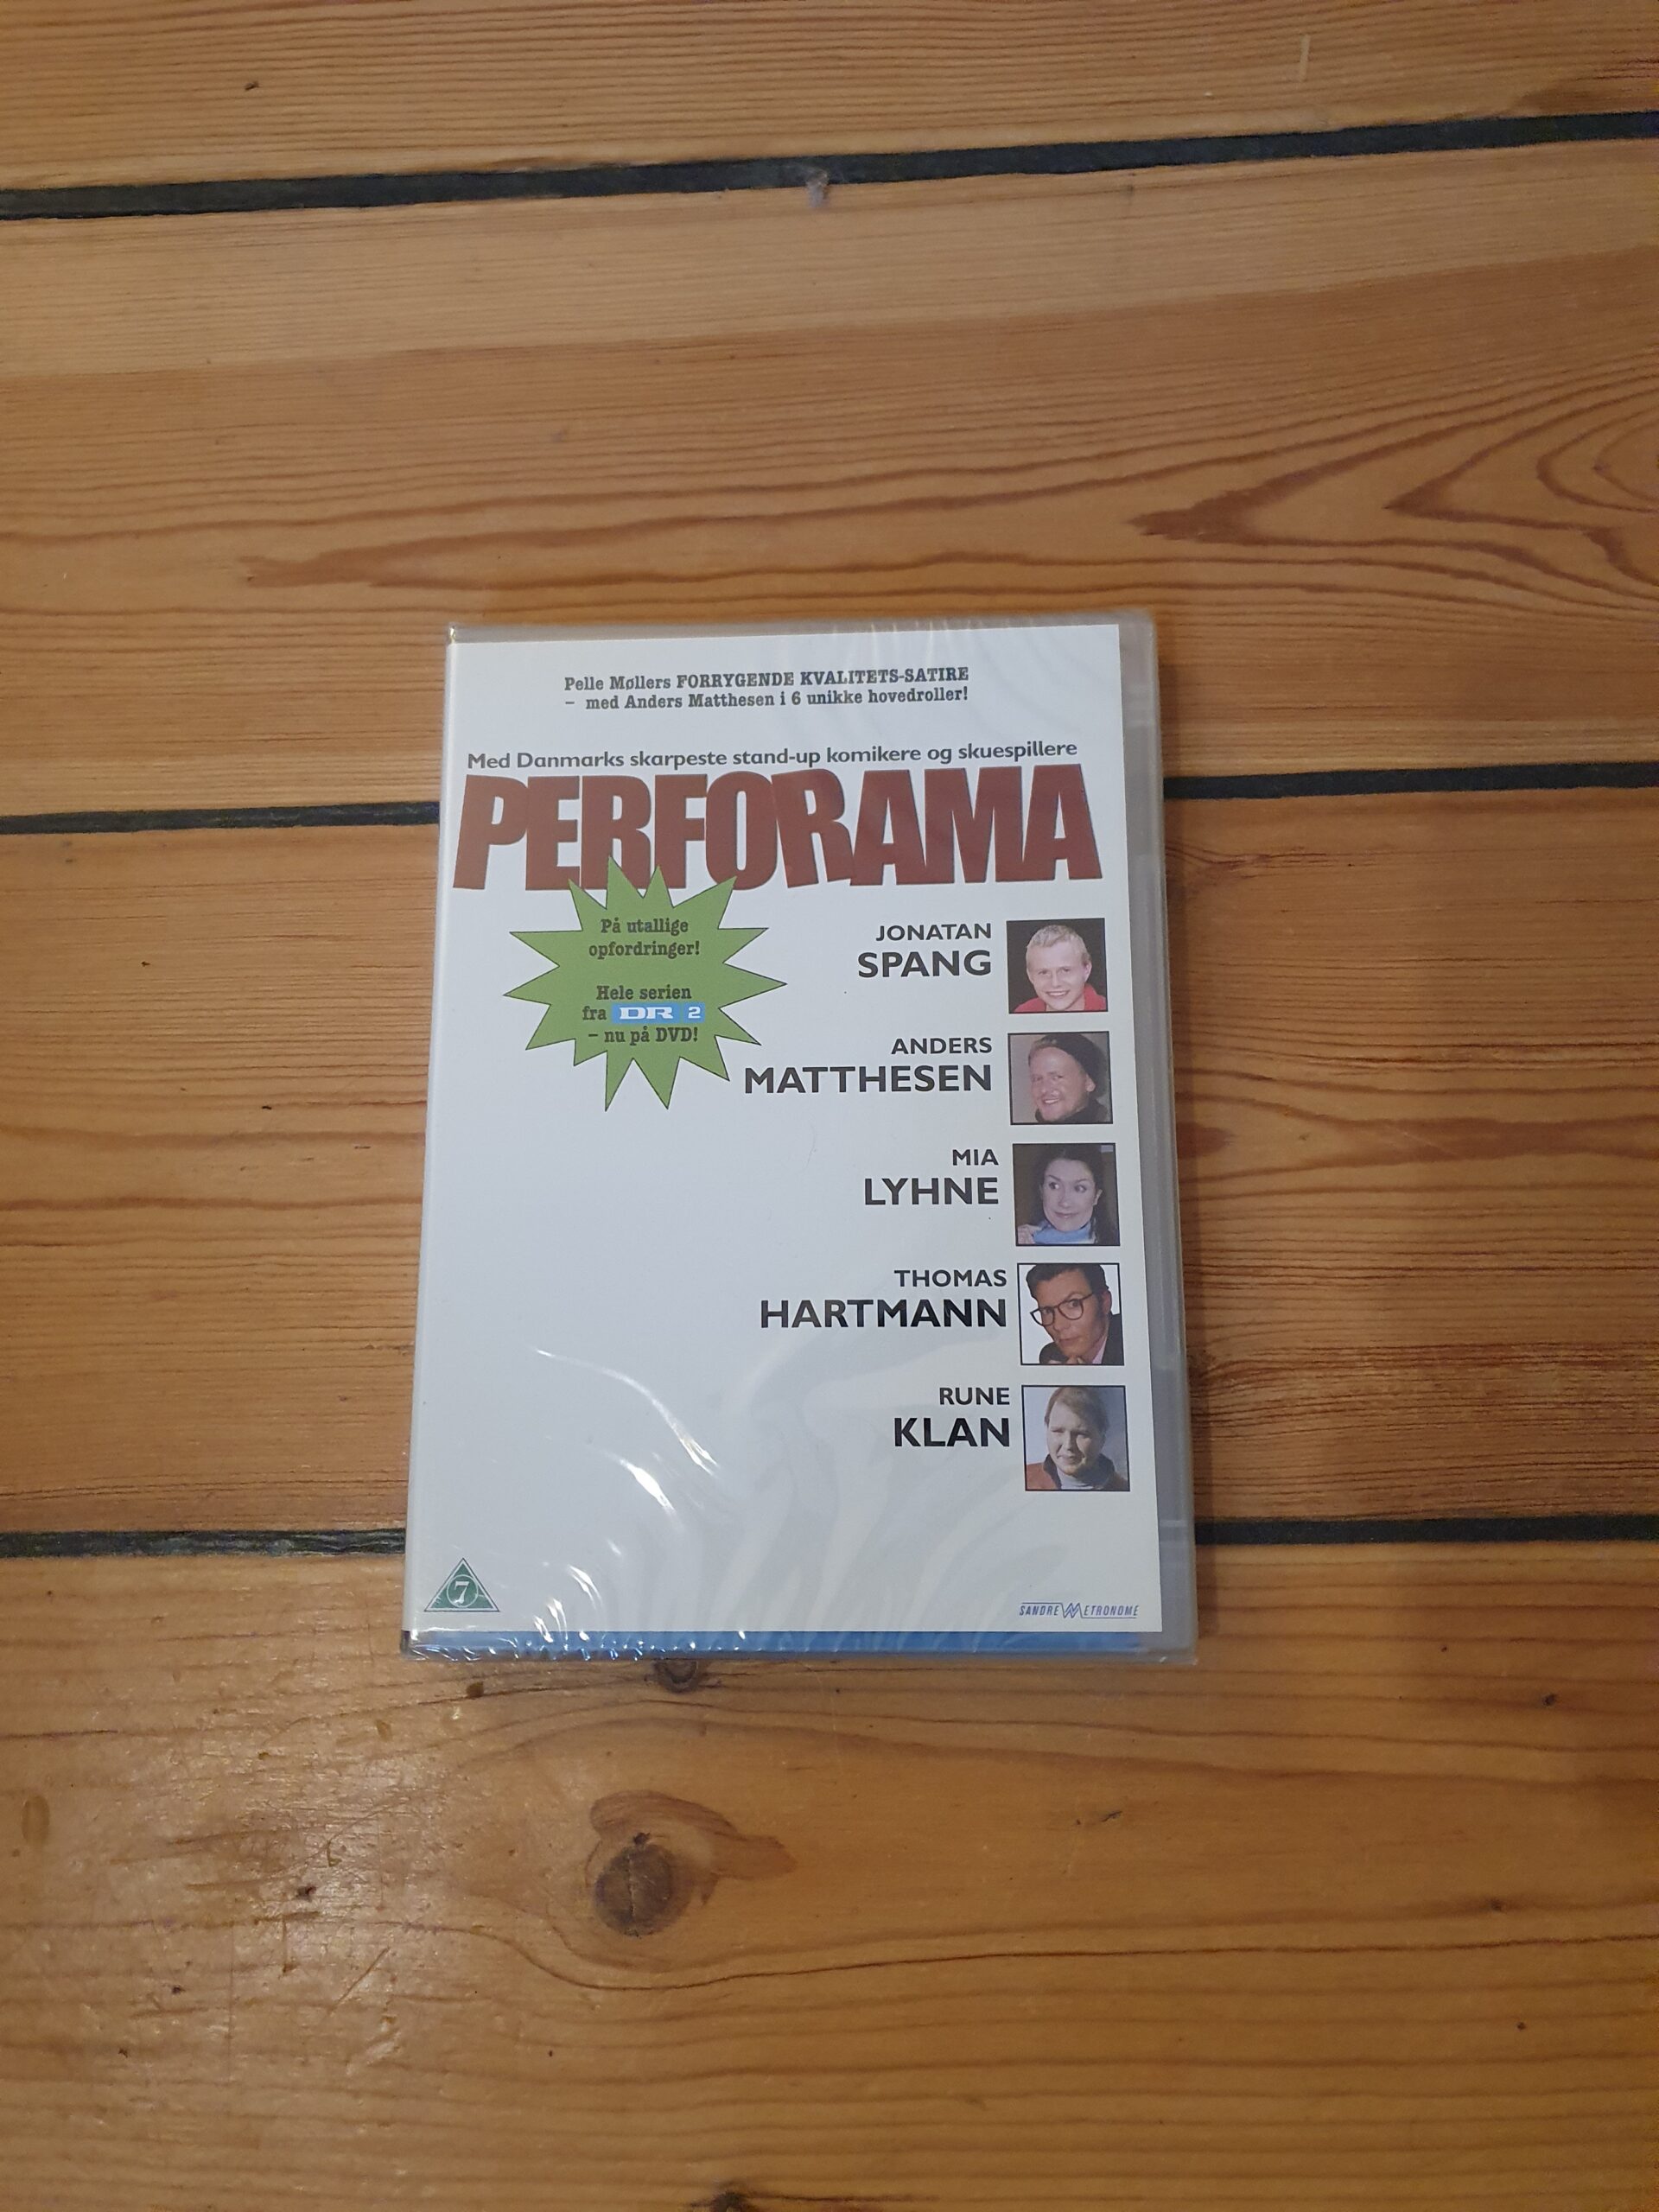 Pelle Møllers FORRYGENDE KVALITETS-SATIRE
– med Anders Matthesen i 6 unikke hovedroller!
Med Danmarks skarpeste stand-up komikere og skuespillere
PERFORAMA
På utallige
opfordringer!
Hele serien
fra DR 2
– nu på DVD!
JONATAN
SPANG
ANDERS
MATTHESEN
MIA
LYHNE
THOMAS
HARTMANN
RUNE
KLAN
7
SANDREW METRONOME